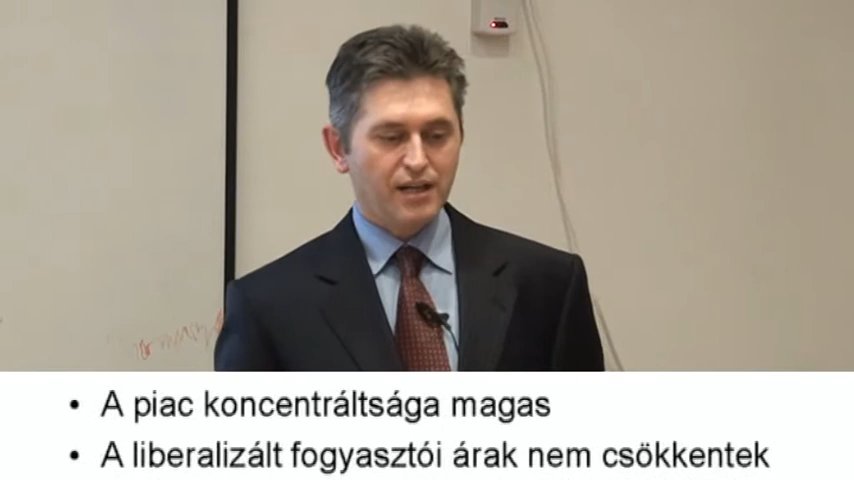 • A piac koncentráltsága magas
• A liberalizált fogyasztói árak nem csökkentek